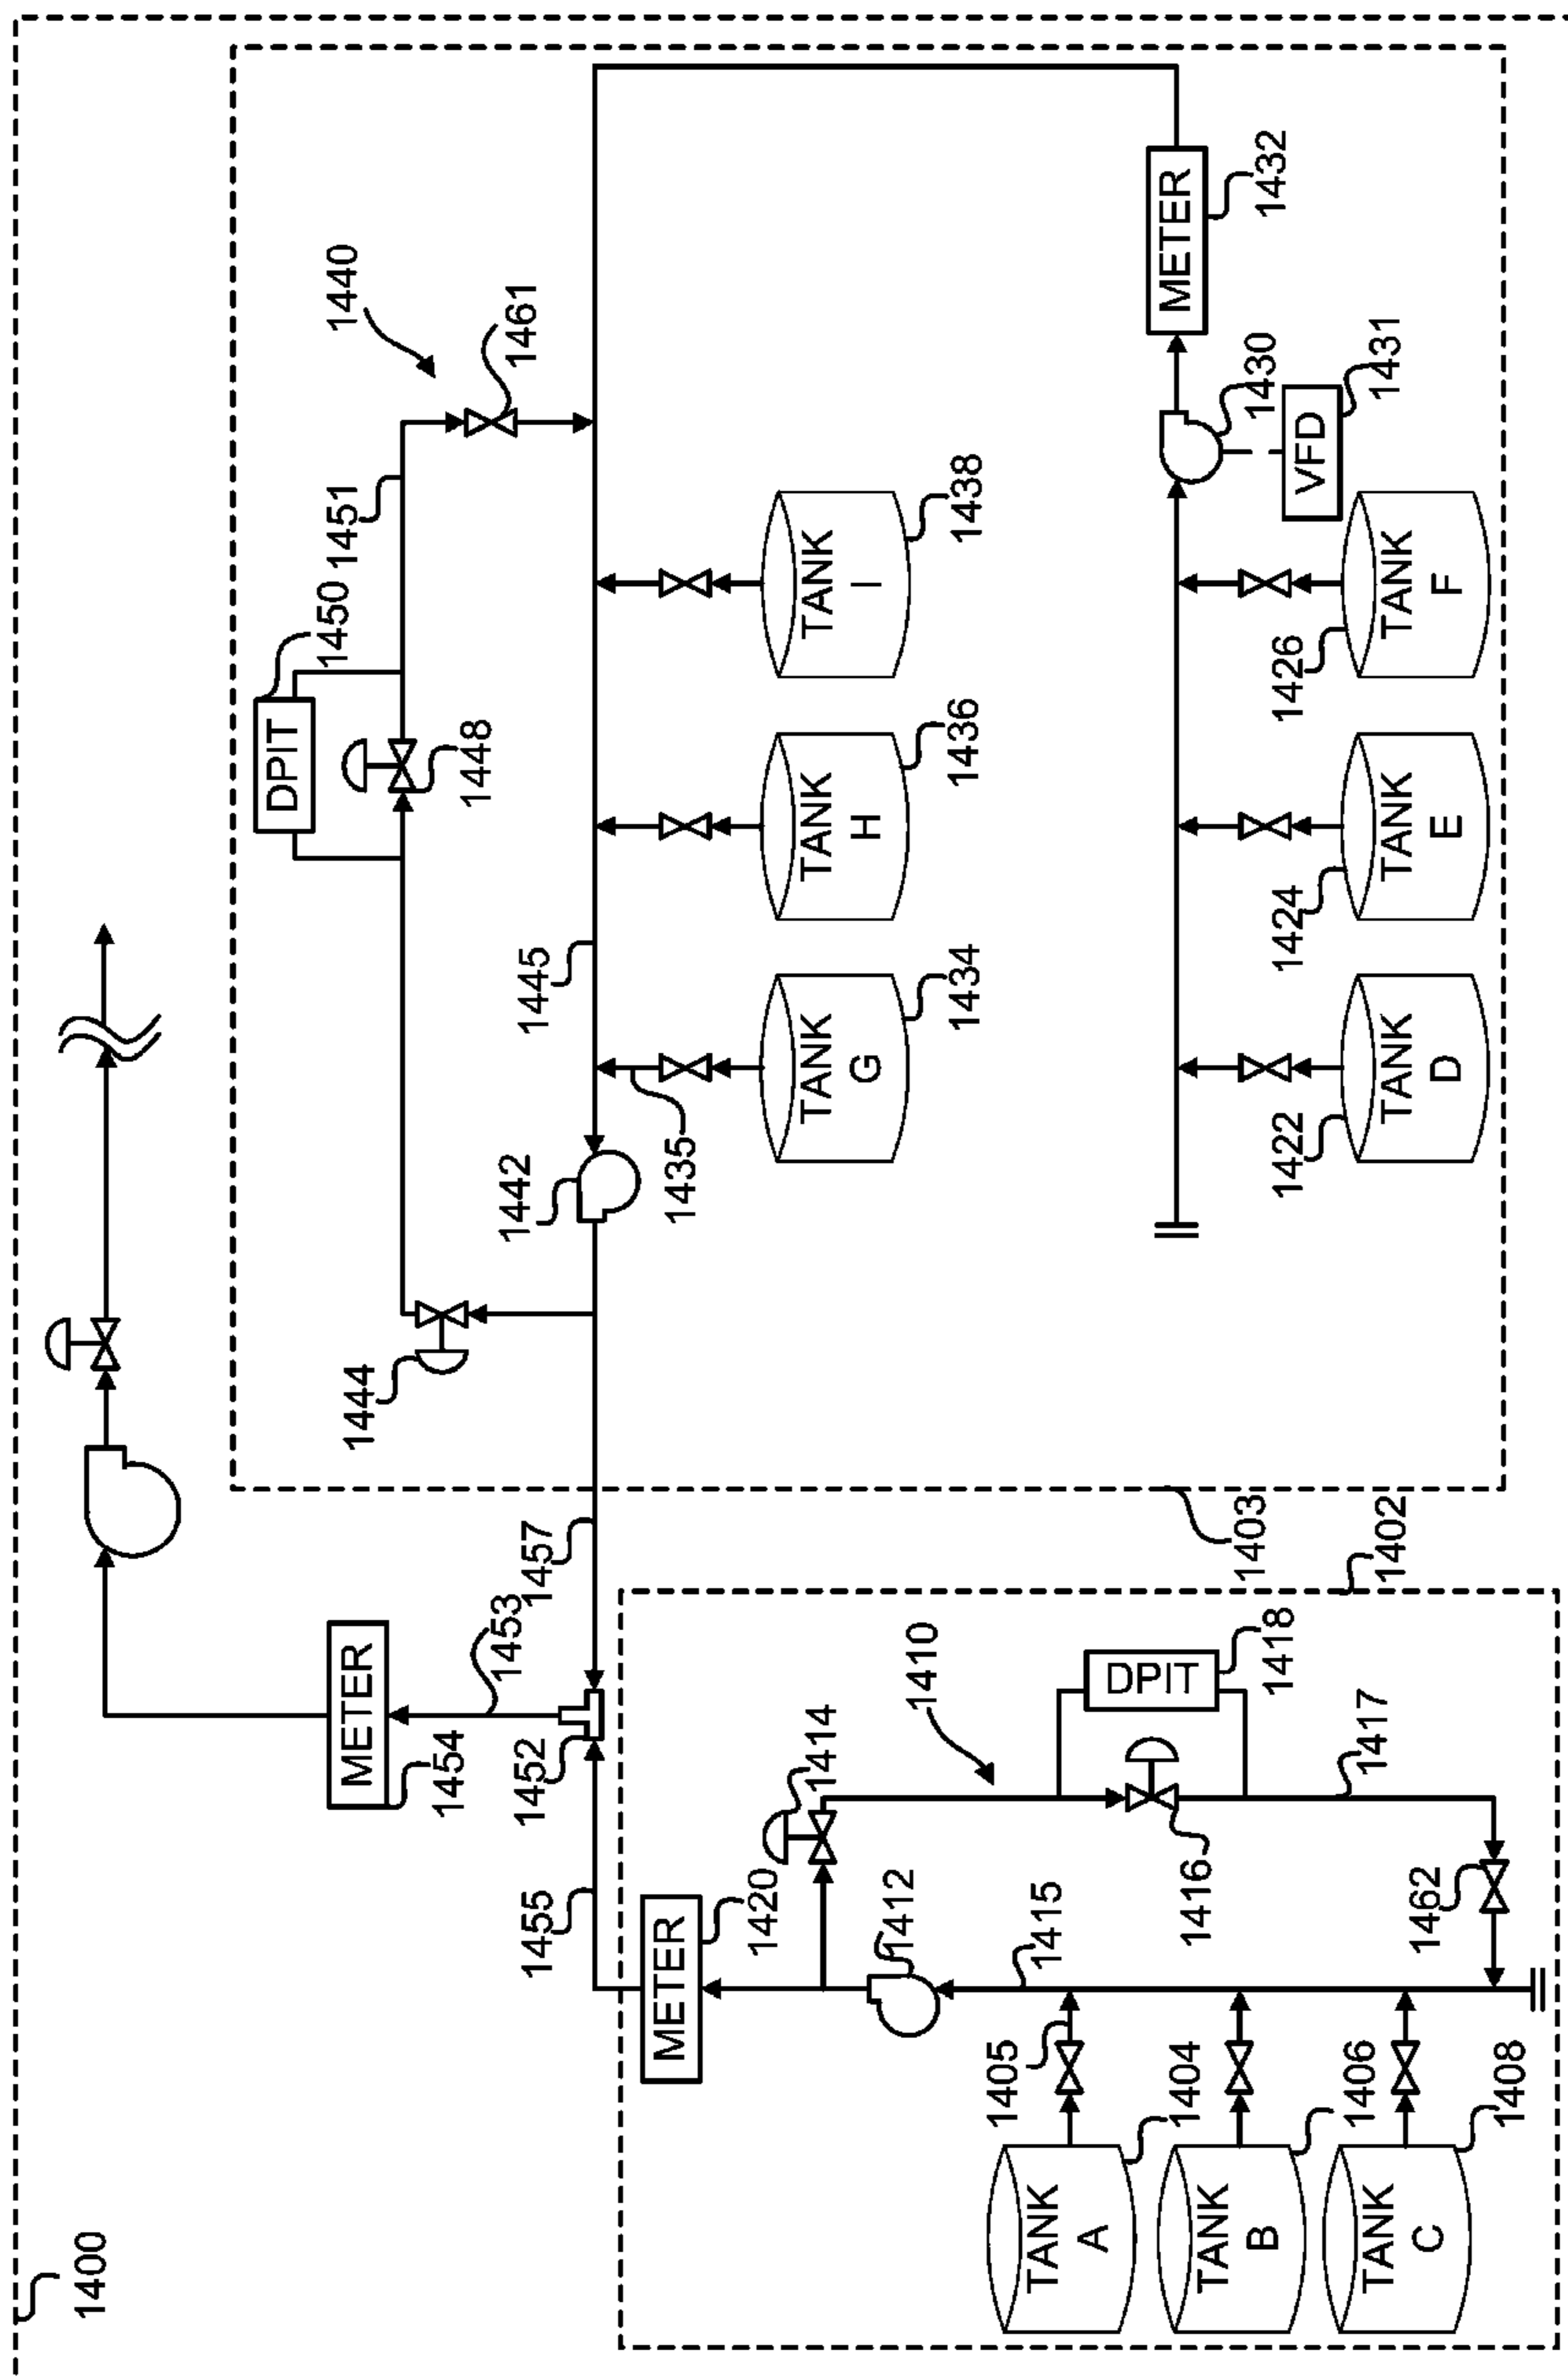 1400
METER
1454
1453
1452
1455
1457
1444
DPIT
1450
1451
1440
1461
1448
1442
1445
1435
TANK
G
1434
TANK
H
1436
TANK
I
1438
METER
1432
1430
VFD
1431
TANK
D
1422
TANK
E
1424
TANK
F
1426
1403
1402
METER
1420
1414
1410
DPIT
1418
1412
1416
1415
1417
1462
1405
TANK
A
1404
TANK
B
1406
TANK
C
1408